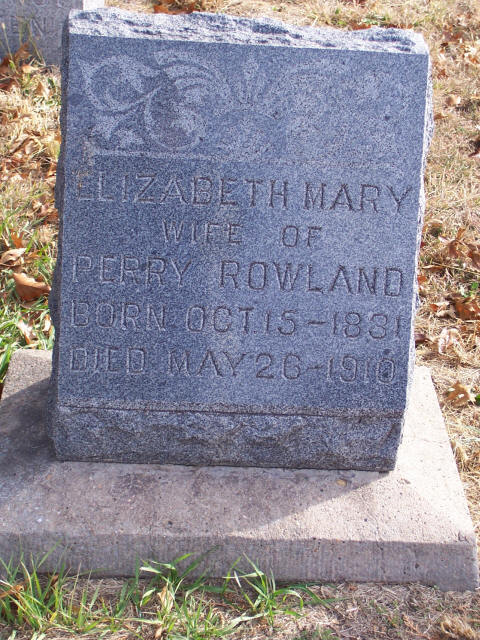 ELIZABETH MARY
WIFE OF
PERRY ROWLAND
BORN OCT. 15 - 1831
DIED MAY 26 - 1910